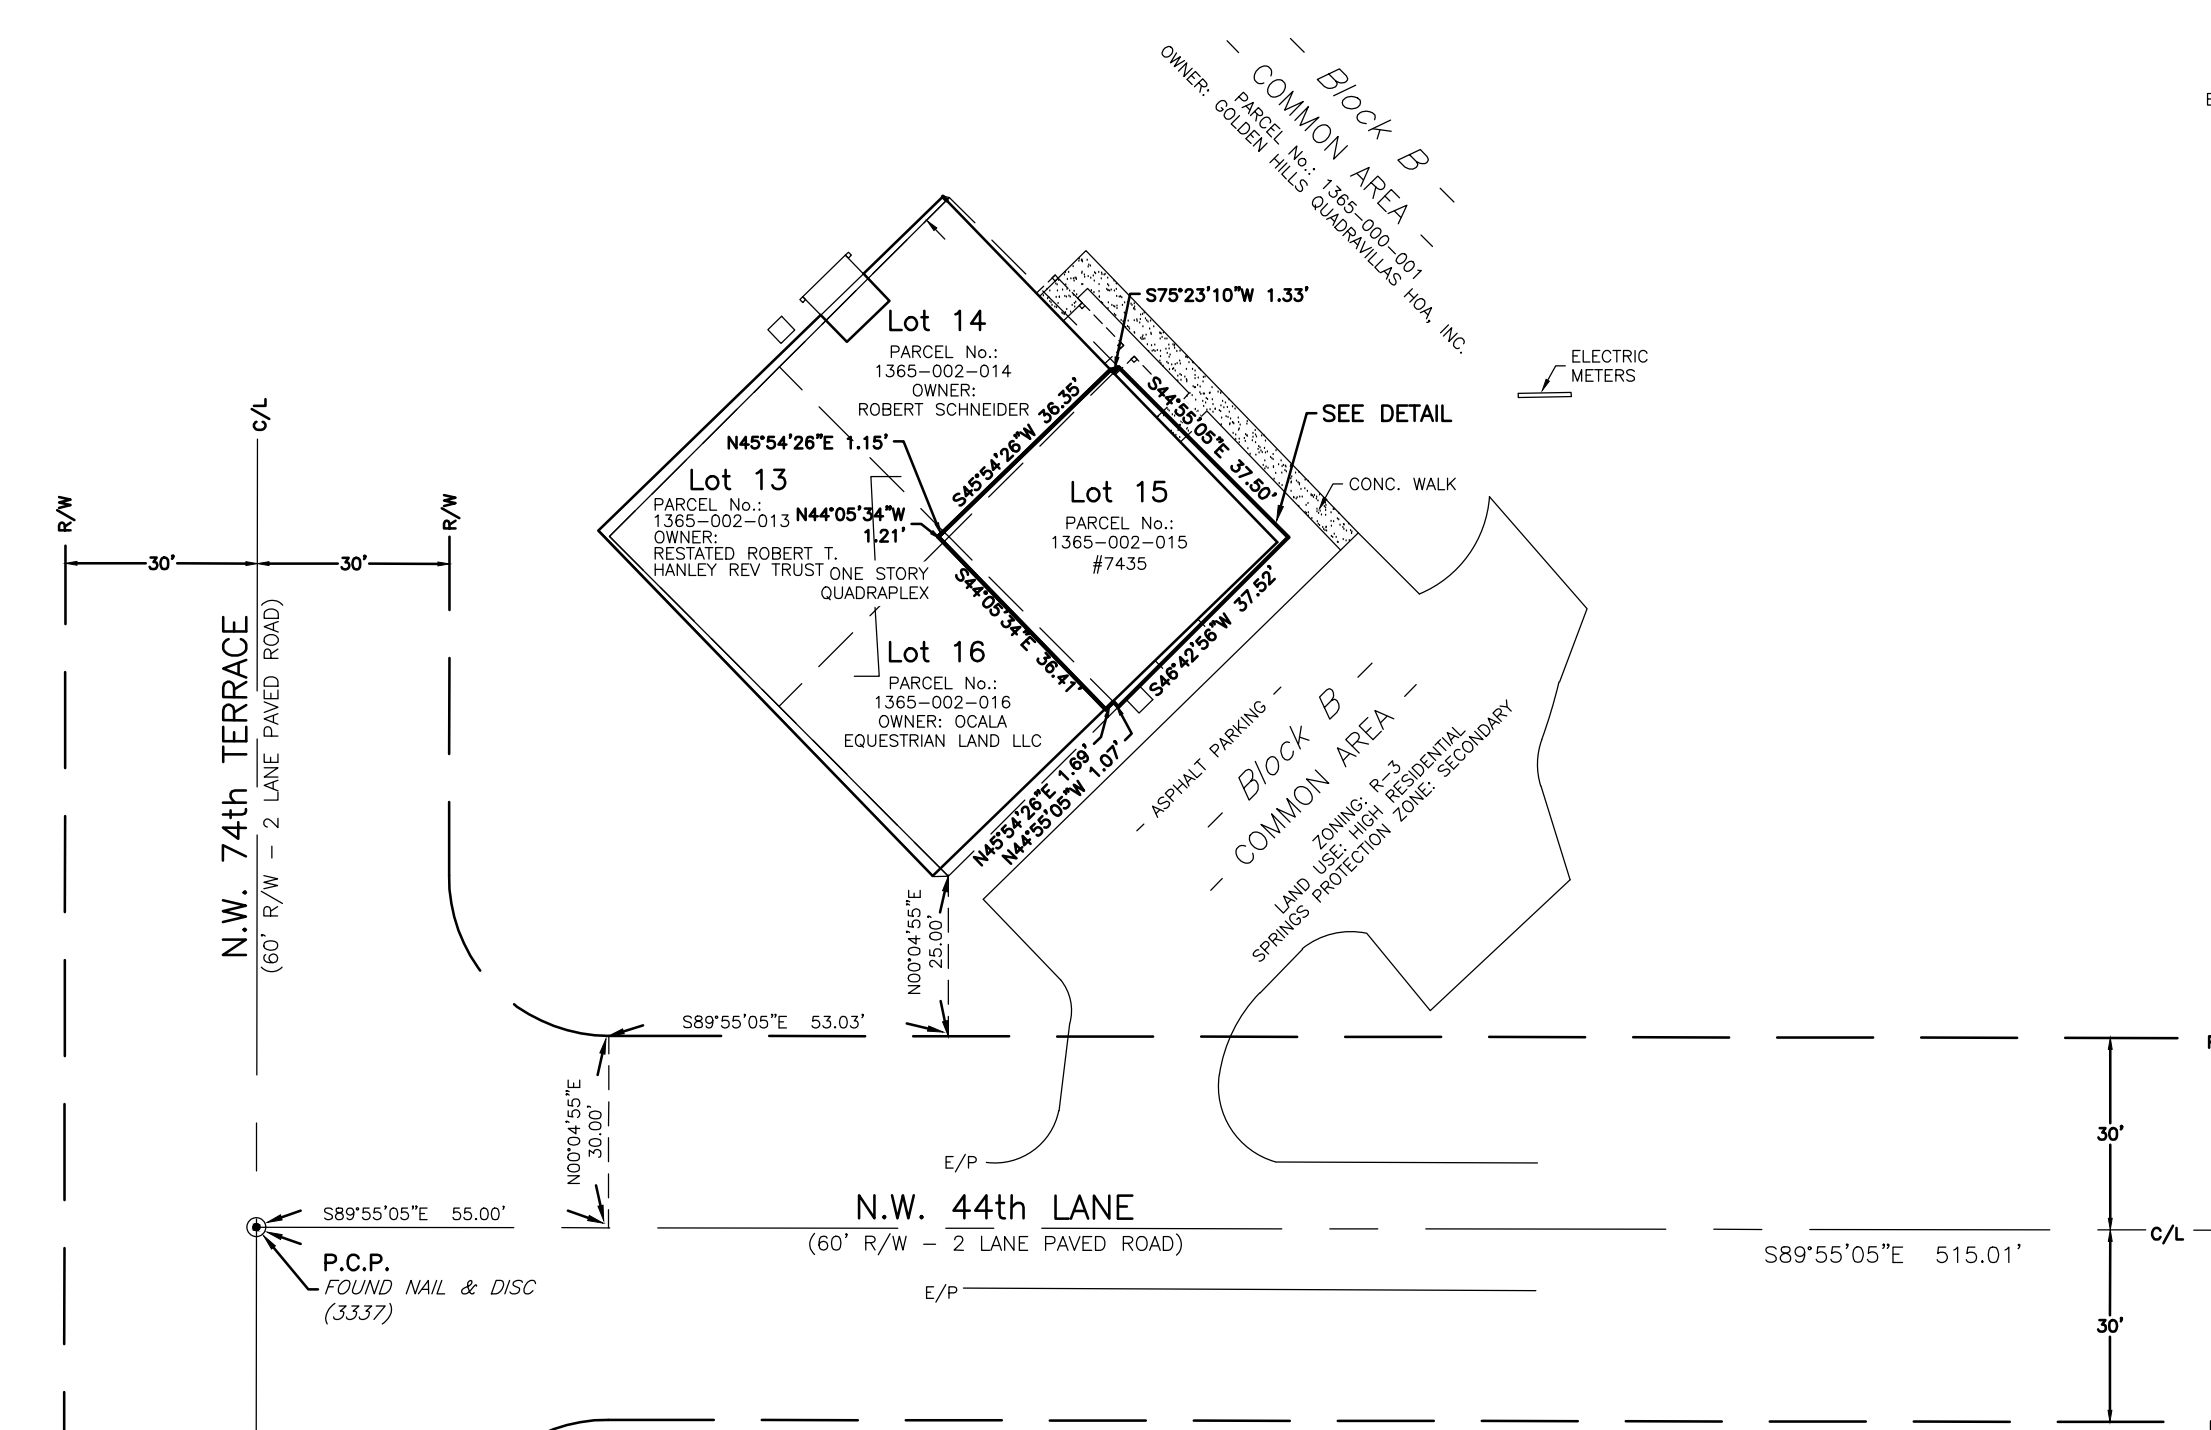 - Block B -
- COMMON AREA -
PARCEL No.: 1365-000-001
OWNER: GOLDEN HILLS QUADRAVILLAS HOA, INC.
S75°23'10"W 1.33'
Lot 14
PARCEL No.:
1365-002-014
OWNER:
ROBERT SCHNEIDER
ELECTRIC
METERS
SEE DETAIL
C/L
N45°54'26"E 1.15'
S45°54'26"W 36.35'
S44°55'05"E 37.50'
Lot 13
PARCEL No.:
1365-002-013
OWNER:
RESTATED ROBERT T.
HANLEY REV TRUST
N44°05'34"W
1.21'
Lot 15
PARCEL No.:
1365-002-015
#7435
CONC. WALK
R/W
R/W
30'
30'
ONE STORY
QUADRAPLEX
S44°05'34"E 36.41'
S46°42'56"W 37.52'
Lot 16
PARCEL No.:
1365-002-016
OWNER: OCALA
EQUESTRIAN LAND LLC
N45°54'26"E 1.69'
N44°55'05"W 1.07'
N.W. 74th TERRACE
(60' R/W - 2 LANE PAVED ROAD)
- ASPHALT PARKING -
- Block B -
- COMMON AREA -
ZONING: R-3
LAND USE: HIGH RESIDENTIAL
SPRINGS PROTECTION ZONE: SECONDARY
N00°04'55"E
25.00'
S89°55'05"E 53.03'
N00°04'55"E
30.00'
30'
E/P
S89°55'05"E 55.00'
N.W. 44th LANE
(60' R/W - 2 LANE PAVED ROAD)
C/L
S89°55'05"E 515.01'
P.C.P.
FOUND NAIL & DISC
(3337)
E/P
30'